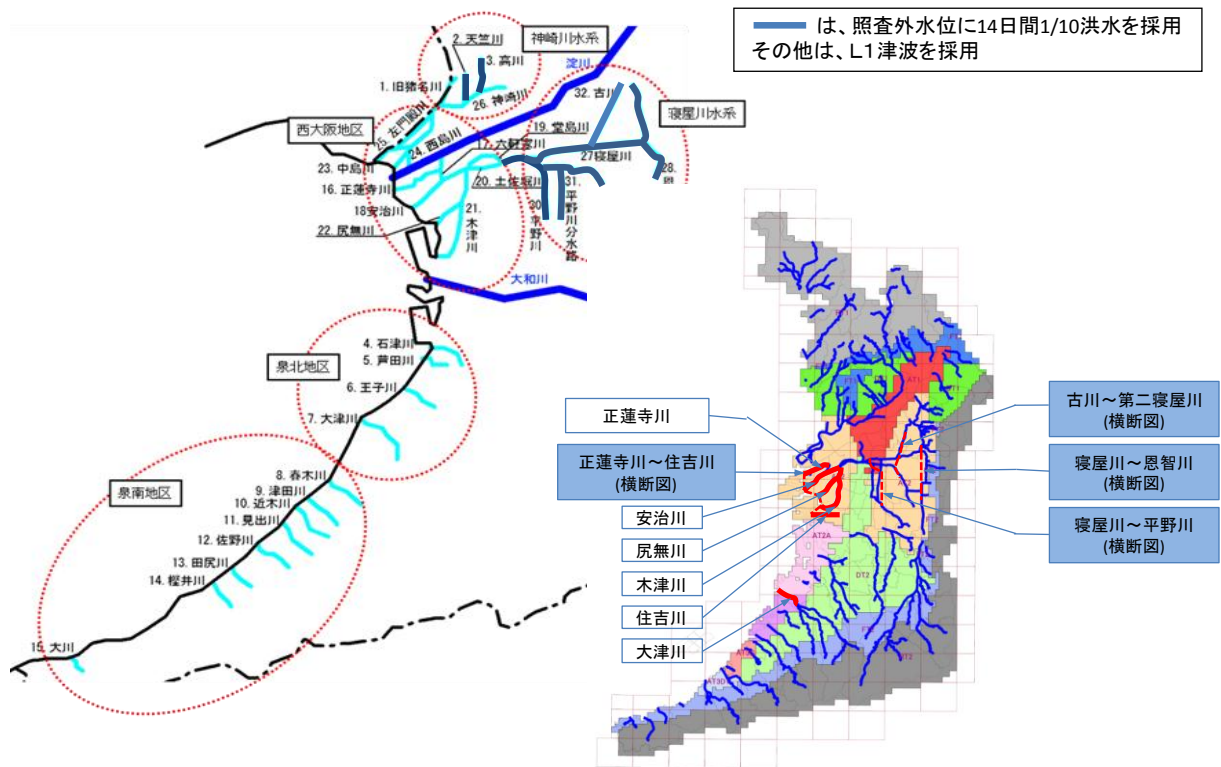 は、照査外水位に14日間1/10洪水を採用
その他は、L1津波を採用
2. 天竺川
神崎川水系
3. 高川
淀川
1. 旧猪名川
26. 神崎川
32. 古川
寝屋川水系
西大阪地区
25. 左門殿川
24. 西島川
17. 六軒家川
19. 堂島川
27寝屋川
28.
23. 中島川
16. 正蓮寺川
20. 土佐堀川
18安治川
21. 木津川
30. 平野川
31. 平野川分水路
22. 尻無川
大和川
4. 石津川
5. 芦田川
泉北地区
6. 王子川
7. 大津川
8. 春木川
泉南地区
9. 津田川
10. 近木川
11. 見出川
12. 佐野川
13. 田尻川
14. 樫井川
15. 大川
正蓮寺川
正蓮寺川～住吉川
(横断図)
安治川
尻無川
木津川
住吉川
大津川
古川～第二寝屋川
(横断図)
寝屋川～恩智川
(横断図)
寝屋川～平野川
(横断図)
AT1
AT2A
DT2